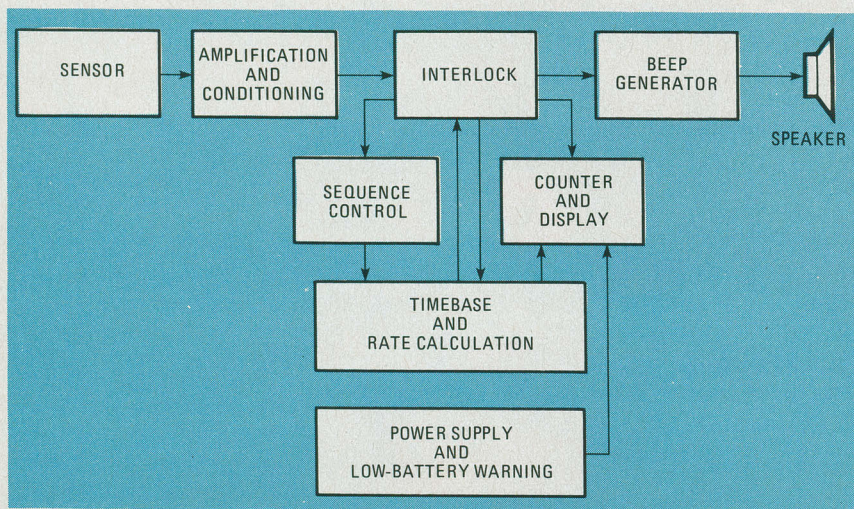 SENSOR
AMPLIFICATION
AND
CONDITIONING
INTERLOCK
BEEP
GENERATOR
SPEAKER
SEQUENCE
CONTROL
COUNTER
AND
DISPLAY
TIMEBASE
AND
RATE CALCULATION
POWER SUPPLY
AND
LOW-BATTERY WARNING